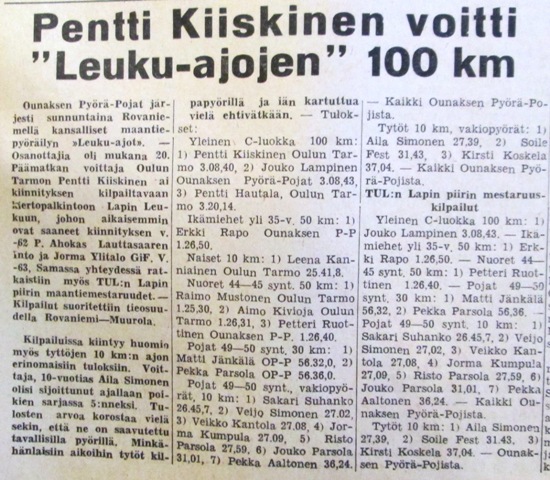 Pentti Kiiskinen voitti
”Leuku-ajojen” 100 km
Ounaksen Pyörä-Pojat jär-
jesti sunnuntaina Rovanie-
mellä kansalliset maantie-
pyöräilyn »Leuku-ajot». —
Osanottajia oli mukana 20.
Päämatkan voittaja Oulun
Tarmon Pentti Kiiskinen ai
kiinnityksen kilpailtavaan
kiertopalkintoon Lapin Leu-
kuun, johon aikaisemmin
ovat saaneet kiinnityksen v.
-62 P. Ahokas Lauttasaaren
into ja Jorma Ylitalo GiF. V.
-63, Samassa yhteydessä rat-
kaistiin myös TUL:n Lapin
piirin maantiemestaruudet. —
Kilpailut suoritettiin tieosuu-
della Rovaniemi—Muurola.
Kilpailuissa kiintyy huomio
myös tyttöjen 10 km:n ajon
erinomaisiin tuloksiin. Voit-
taja, 10-vuotias Aila Simonen
olisi sijoittunut ajallaan poi-
kien sarjassa 5:nneksi. Tu-
losten arvoa korostaa vielä
sekin, että ne on saavutettu
tavallisilla pyörillä. Minkä-
hänlaisiin aikoihin tytöt kil-
papyörillä ja iän kartuttua
vielä ehtivätkään. — Tulok-
set:
Yleinen C-luokka 100 km:
1) Pentti Kiiskinen Oulun Tar-
mo 3.08,40, 2) Jouko Lampinen
Ounaksen Pyörä-Pojat 3.08,43,
3) Pentti Hautala, Oulun Tar-
mo 3.20,14.
Ikämiehet yli 35-v. 50 km: 1)
Erkki Rapo Ounaksen P-P
1.26,50.
Naiset 10 km: 1) Leena Kan-
niainen Oulun Tarmo 25.41,8.
Nuoret 44—45 synt. 50 km: 1)
Raimo Mustonen Oulun Tarmo
1.25,30, 2) Aimo Kivioja Oulun
Tarmo 1.26,31, 3) Petteri Ruot-
tinen Ounaksen P-P. 1.26,40.
Pojat 49—50 synt, 30 km: 1)
Matti Jänkälä OP-P 56.32,0, 2)
Pekka Parsola OP-P 56.36,0.
Pojat 49—50 synt., vakiopyö-
rät, 10 km: 1) Sakari Suhanko
26.45,7, 2) Veijo Simonen 27.02,
3) Veikko Kantola 27.08, 4) Jor-
ma Kumpula 27.09, 5) Risto
Parsola 27,59, 6) Jouko Parsola
31,01, 7) Pekka Aaltonen 36,24.
— Kaikki Ounaksen Pyörä-Po-
jista.
Tytöt 10 km, vakiopyörät: 1)
Aila Simonen 27,39, 2) Soile
Fest 31.43, 3) Kirsti Koskela
37,04. — Kaikki Ounaksen Pyö-
rä-Pojista.
TUL:n Lapin piirin mestaruus-
kilpailut
Yleinen C-luokka 100 km: 1)
Jouko Lampinen 3.08,43. — Ikä-
miehet yli 35-v. 50 km: 1) Erk-
ki Rapo 1.26,50. — Nuoret 44—
45 synt. 50 km: 1) Petteri Ruot-
tinen 1.26,40. — Pojat 49—50
synt. 30 km: 1) Matti Jänkälä
56,32, 2) Pekka Parsola 56,36. —
Pojat 49—50 synt. 10 km: 1)
Sakari Suhanko 26.45,7, 2) Veijo
Simonen 27,02, 3) Veikko Kan-
tola 27,08, 4) Jorma Kumpula
27,09, 5) Risto Parsola 27,59, 6)
Jouko Parsola 31,01, 7) Pekka
Aaltonen 36,24. — Kaikki Ou-
naksen Pyörä-Pojista.
Tytöt 10 km: 1) Aila Simonen
27,39, 2) Soile Fest 31.43, 3)
Kirsti Koskela 37,04. — Ounak-
sen Pyörä-Pojista.